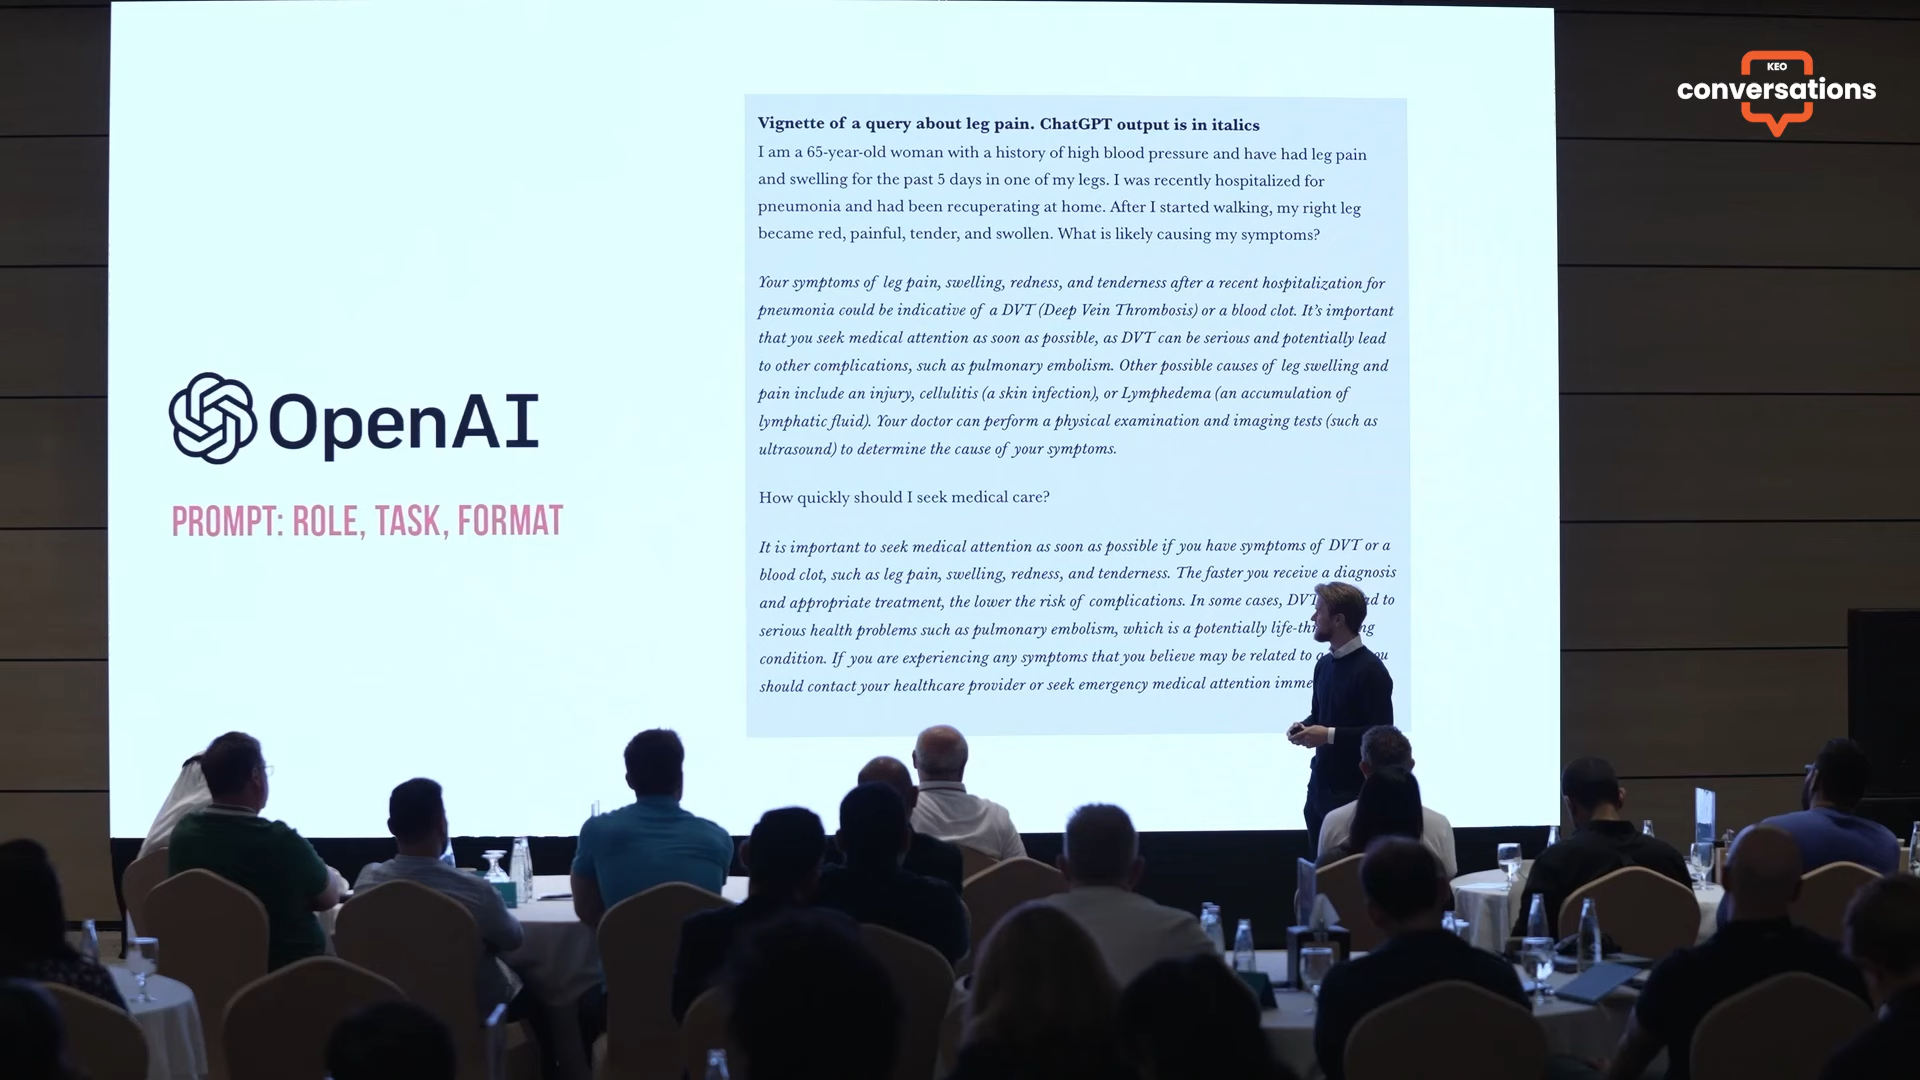 KEO
conversations
OpenAI
PROMPT: ROLE, TASK, FORMAT
Vignette of a query about leg pain. ChatGPT output is in italics
I am a 65-year-old woman with a history of high blood pressure and have had leg pain
and swelling for the past 5 days in one of my legs. I was recently hospitalized for
pneumonia and had been recuperating at home. After I started walking, my right leg
became red, painful, tender, and swollen. What is likely causing my symptoms?
Your symptoms of leg pain, swelling, redness, and tenderness after a recent hospitalization for
pneumonia could be indicative of a DVT (Deep Vein Thrombosis) or a blood clot. It's important
that you seek medical attention as soon as possible, as DVT can be serious and potentially lead
to other complications, such as pulmonary embolism. Other possible causes of leg swelling and
pain include an injury, cellulitis (a skin infection), or Lymphedema (an accumulation of
lymphatic fluid). Your doctor can perform a physical examination and imaging tests (such as
ultrasound) to determine the cause of your symptoms.
How quickly should I seek medical care?
It is important to seek medical attention as soon as possible if you have symptoms of DVT or a
blood clot, such as leg pain, swelling, redness, and tenderness. The faster you receive a diagnosis
and appropriate treatment, the lower the risk of complications. In some cases, DVT to
serious health problems such as pulmonary embolism, which is a potentially
condition. If you are experiencing any symptoms that you believe may be related to
should contact your healthcare provider or seek emergency medical attention